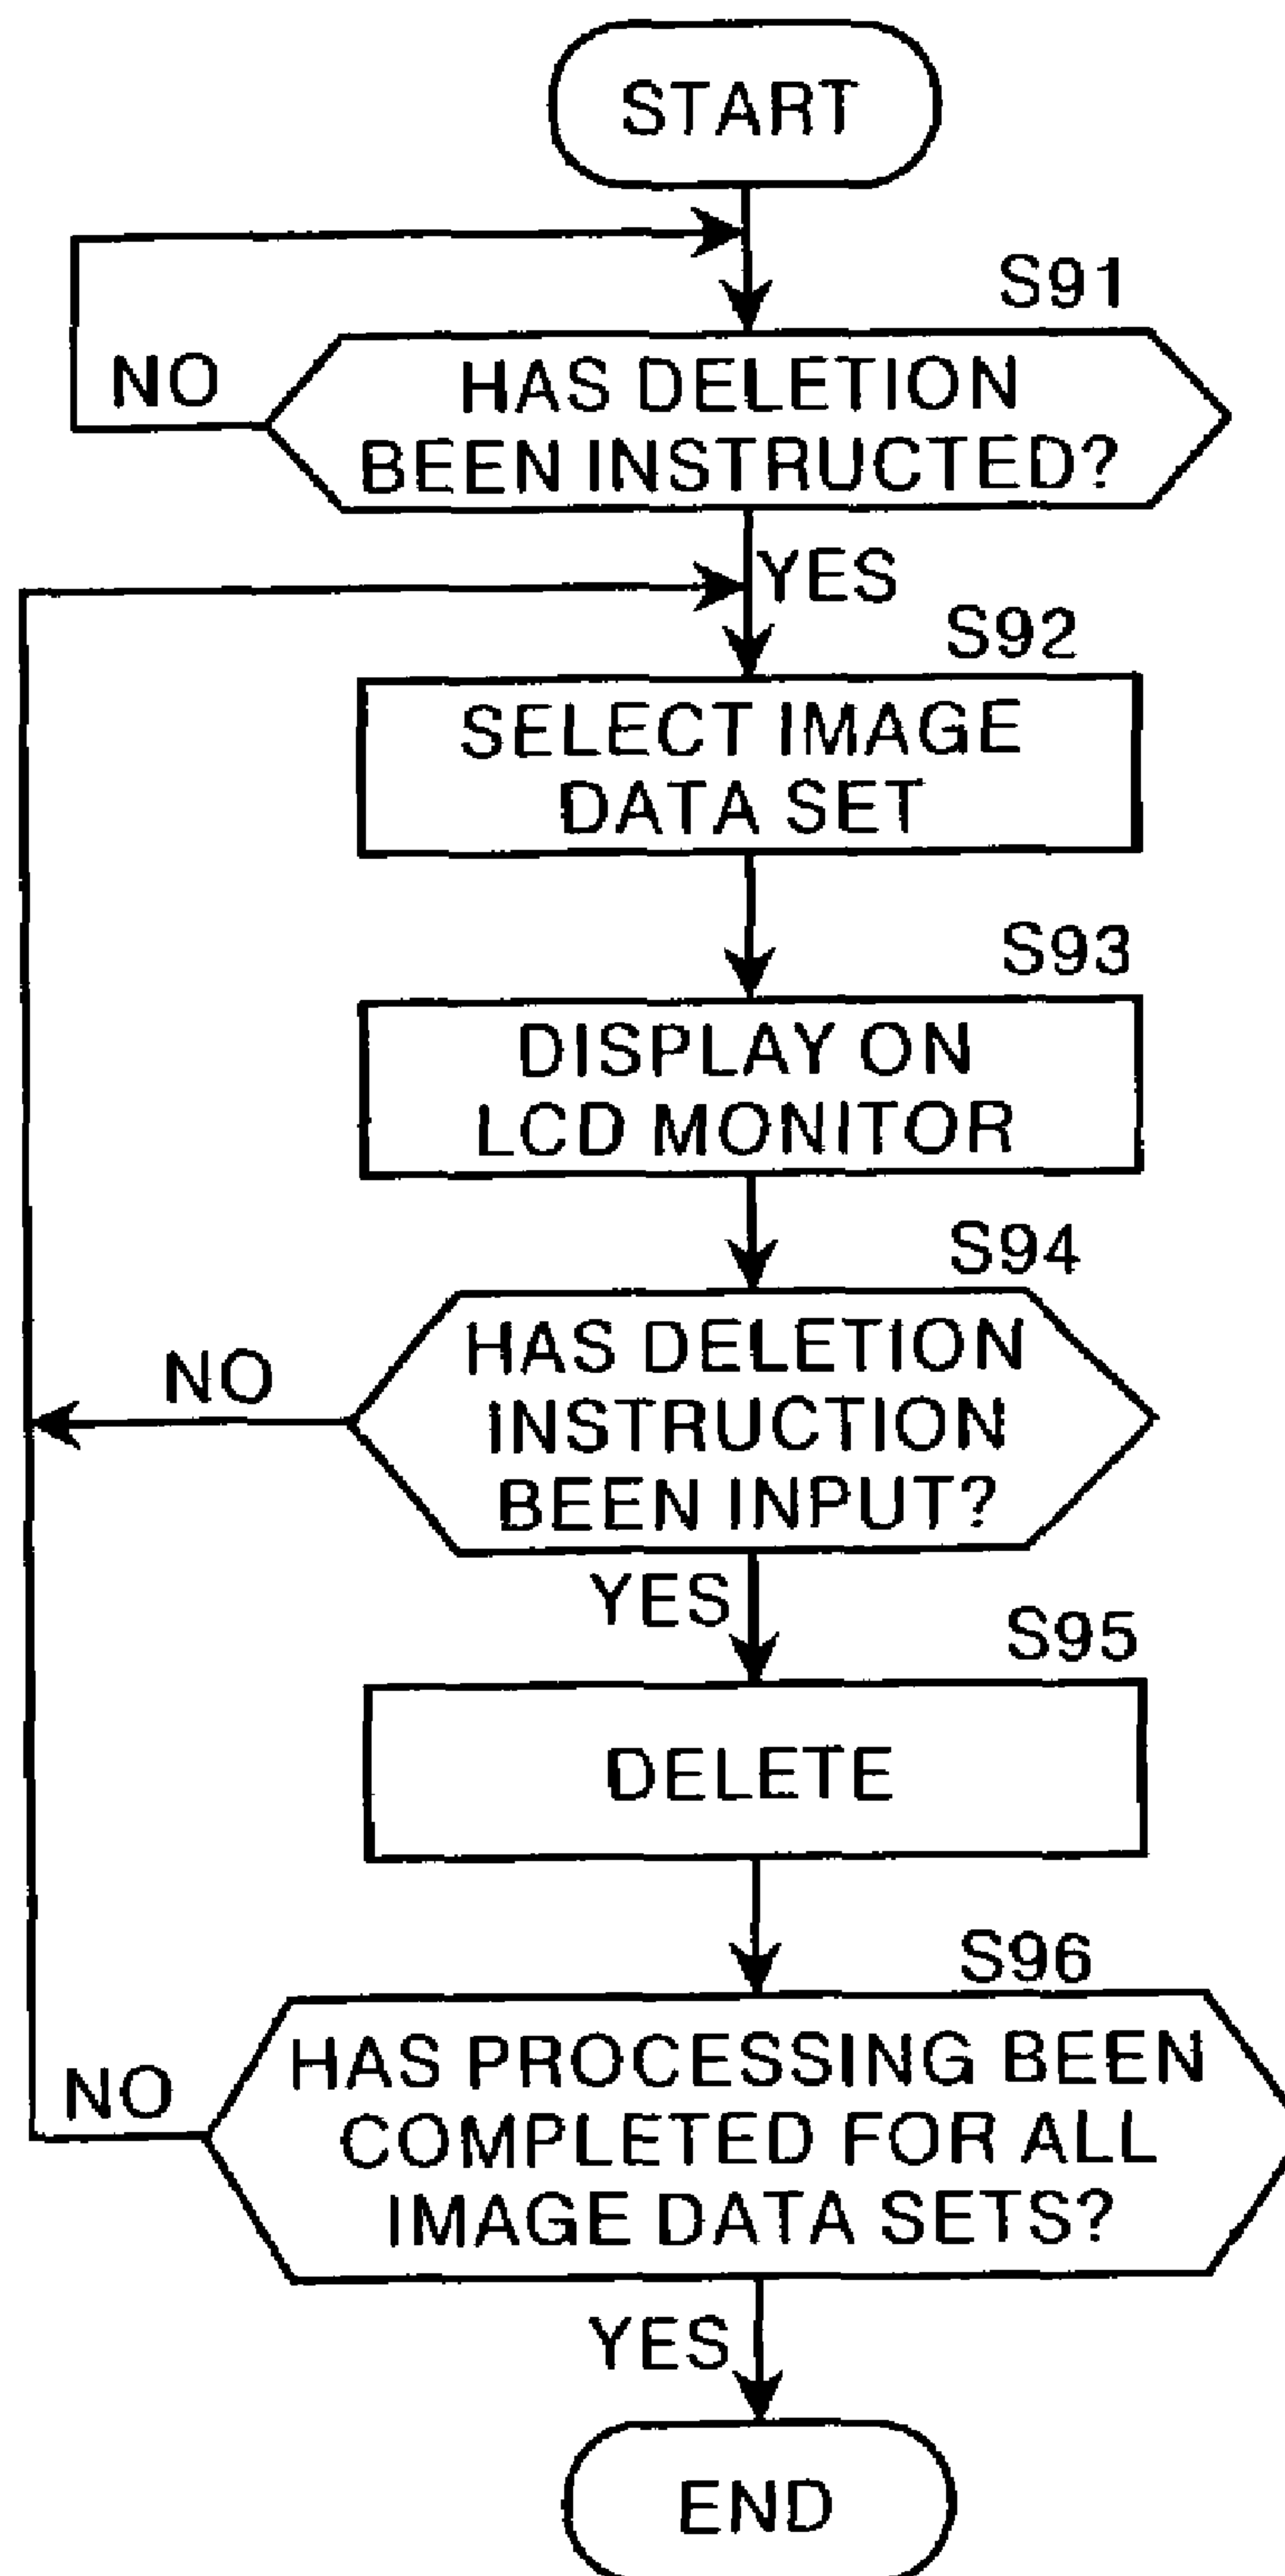 START
S91
NO
HAS DELETION
BEEN INSTRUCTED?
YES
S92
SELECT IMAGE
DATA SET
S93
DISPLAY ON
LCD MONITOR
S94
NO
HAS DELETION
INSTRUCTION
BEEN INPUT?
YES
S95
DELETE
S96
NO
HAS PROCESSING BEEN
COMPLETED FOR ALL
IMAGE DATA SETS?
YES
END